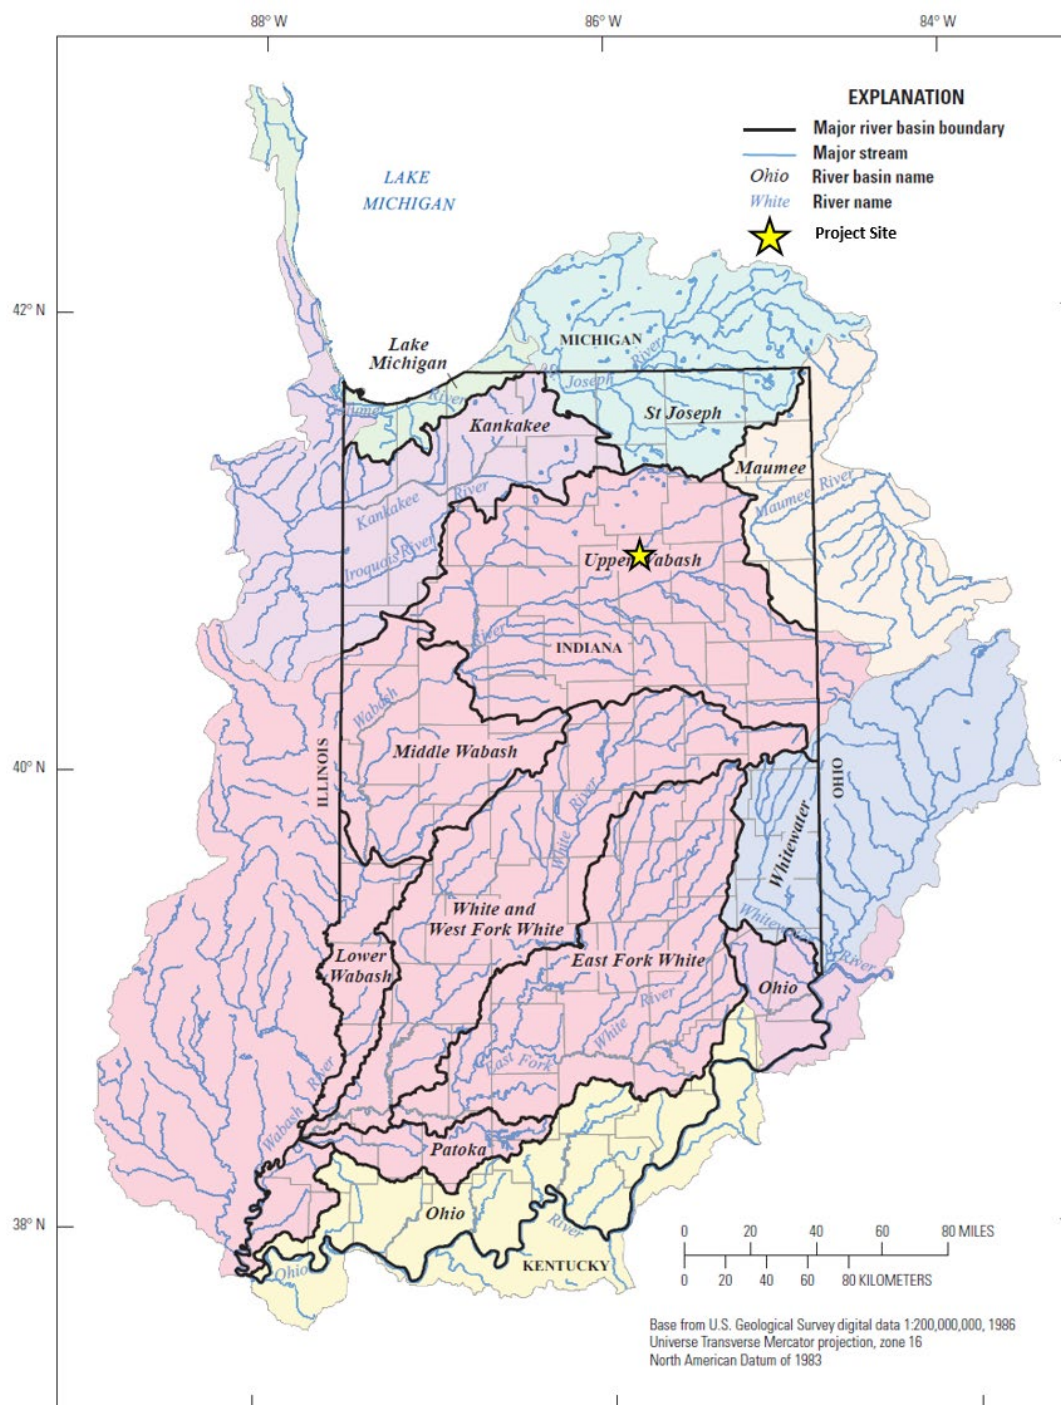 88° W
86° W
84° W
EXPLANATION
Major river basin boundary
Major stream
Ohio
River basin name
White
River name
Project Site
LAKE
MICHIGAN
42° N
Lake
Michigan
MICHIGAN
River
Joseph
River
St Joseph
Kankakee
Maumee
Maumee River
Kankakee
River
Iroquois River
Upper Wabash
River
INDIANA
Wabash
Middle Wabash
40° N
ILLINOIS
OHIO
White River
Whitewater
White and
West Fork White
Whitewater
River
Lower
Wabash
East Fork White
Ohio
White River
East Fork
Wabash River
Patoka
38° N
Ohio
River
Ohio
KENTUCKY
0 20 40 60 80 MILES
0 20 40 60 80 KILOMETERS
Base from U.S. Geological Survey digital data 1:200,000,000, 1986
Universe Transverse Mercator projection, zone 16
North American Datum of 1983